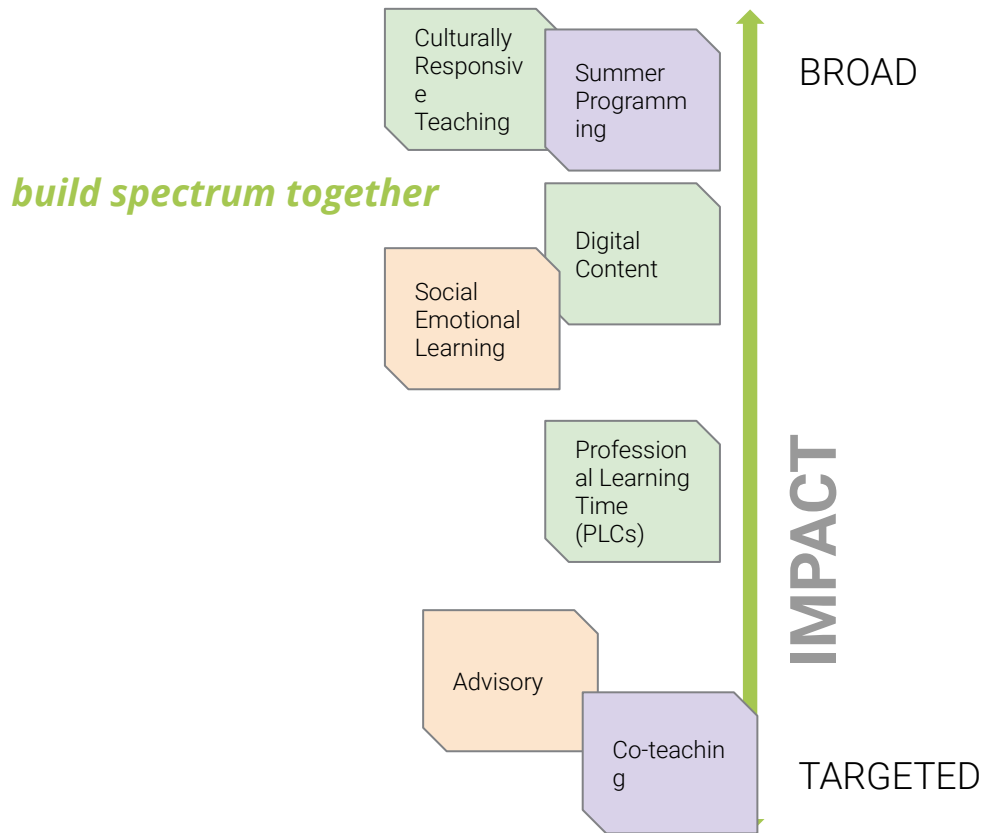 Culturally
Responsiv
e
Teaching
Summer
Programm
ing
BROAD
build spectrum together
Digital
Content
Social
Emotional
Learning
Profession
al Learning
Time
(PLCs)
IMPACT
Advisory
Co-teachin
g
TARGETED